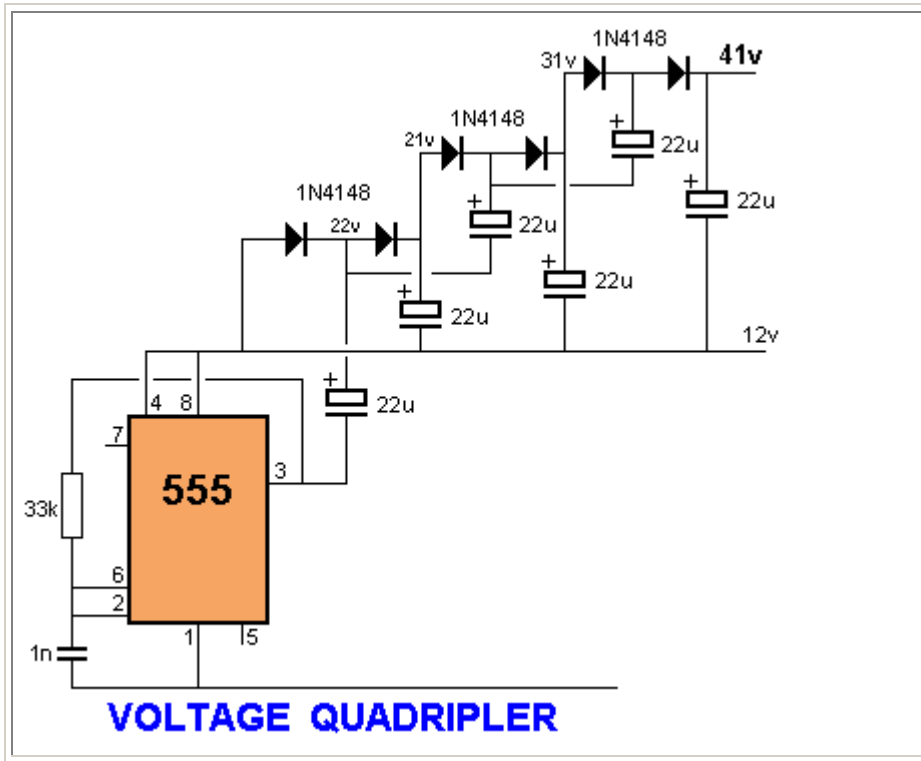 1N4148
41v
31v
1N4148
+
22u
21v
1N4148
+
22u
22v
+
22u
+
22u
+
22u
12v
+
22u
4 8
7
3
555
33k
6
2
1
5
1n
VOLTAGE QUADRIPLER